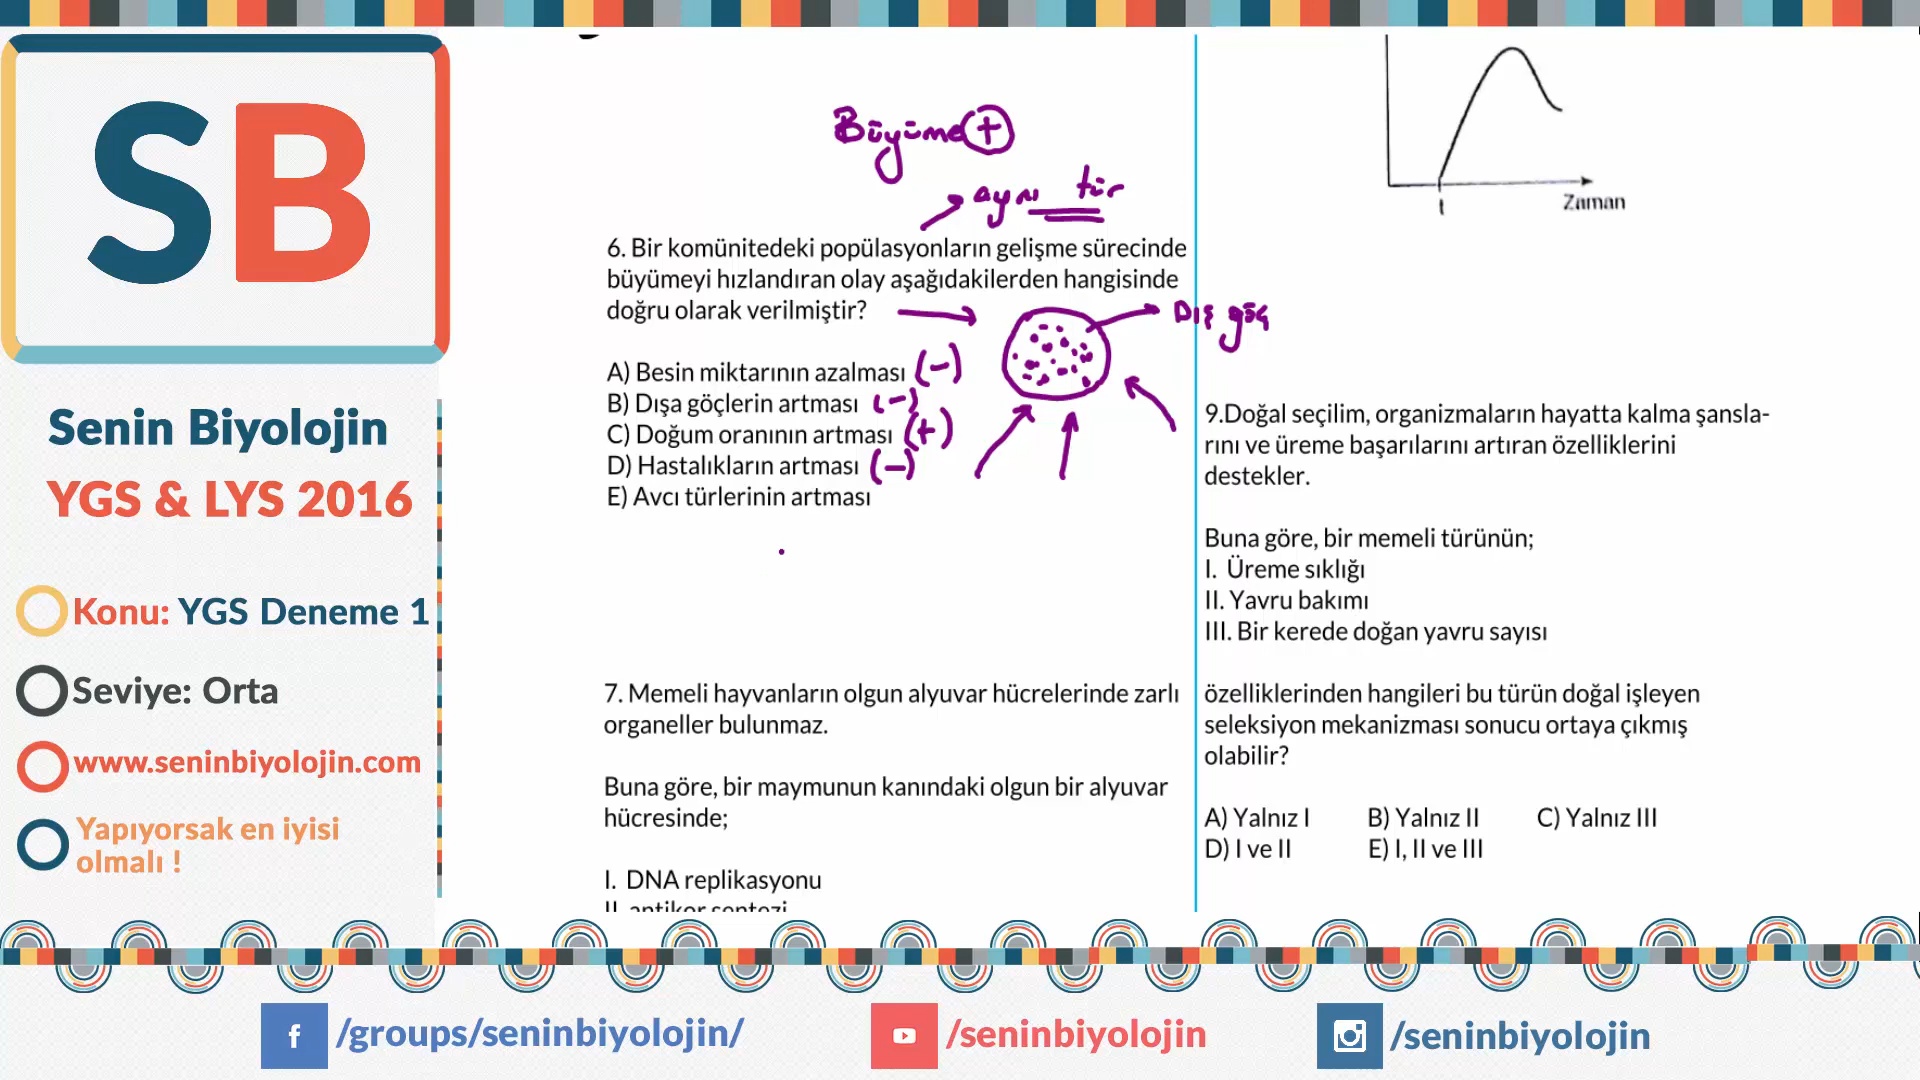 SB
Senin Biyolojin
YGS & LYS 2016
Konu: YGS Deneme 1
Seviye: Orta
www.seninbiyolojin.com
Yapıyorsak en iyisi
olmalı !
Büyüme +
aynı tür
6. Bir komünitedeki popülasyonların gelişme sürecinde
büyümeyi hızlandıran olay aşağıdakilerden hangisinde
doğru olarak verilmiştir?
Dış göç
A) Besin miktarının azalması (-)
B) Dışa göçlerin artması (-)
C) Doğum oranının artması (+)
D) Hastalıkların artması (-)
E) Avcı türlerinin artması
7. Memeli hayvanların olgun alyuvar hücrelerinde zarlı
organeller bulunmaz.
Buna göre, bir maymunun kanındaki olgun bir alyuvar
hücresinde;
I. DNA replikasyonu
II. antikor sentezi
t
Zaman
9.Doğal seçilim, organizmaların hayatta kalma şansla-
rını ve üreme başarılarını artıran özelliklerini
destekler.
Buna göre, bir memeli türünün;
I. Üreme sıklığı
II. Yavru bakımı
III. Bir kerede doğan yavru sayısı
özelliklerinden hangileri bu türün doğal işleyen
seleksiyon mekanizması sonucu ortaya çıkmış
olabilir?
A) Yalnız I B) Yalnız II C) Yalnız III
D) I ve II E) I, II ve III
f /groups/seninbiyolojin/
/seninbiyolojin
/seninbiyolojin